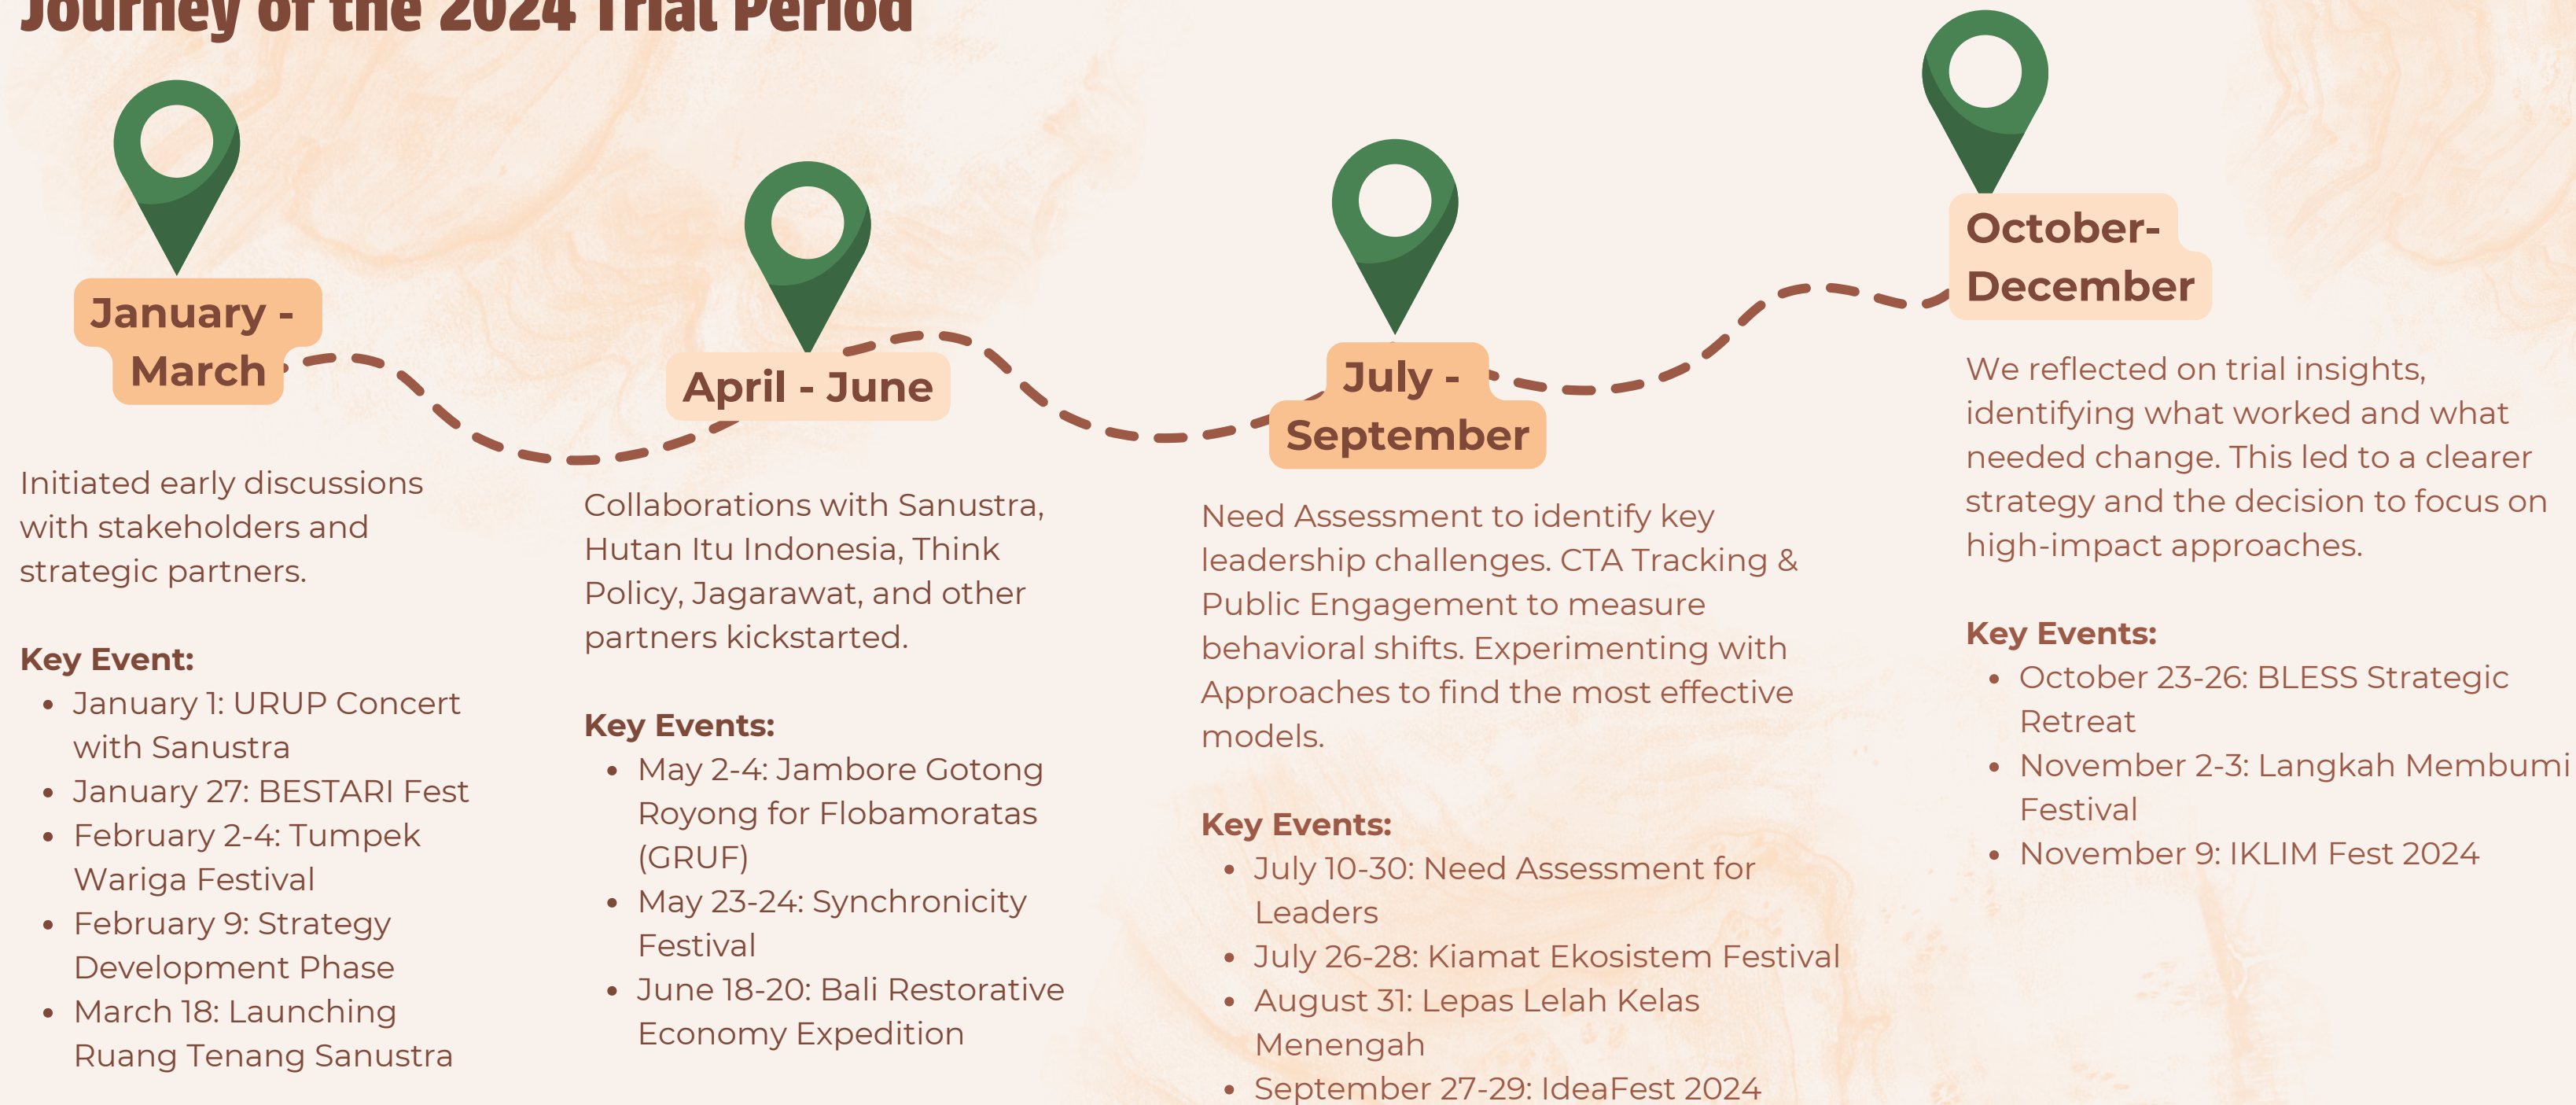 Journey of the 2024 Trial Period
January -
March
Initiated early discussions
with stakeholders and
strategic partners.
Key Event:
• January 1: URUP Concert
with Sanustra
• January 27: BESTARI Fest
• February 2-4: Tumpek
Wariga Festival
• February 9: Strategy
Development Phase
• March 18: Launching
Ruang Tenang Sanustra
April - June
Collaborations with Sanustra,
Hutan Itu Indonesia, Think
Policy, Jagarawat, and other
partners kickstarted.
Key Events:
• May 2-4: Jambore Gotong
Royong for Flobamoratas
(GRUF)
• May 23-24: Synchronicity
Festival
• June 18-20: Bali Restorative
Economy Expedition
July -
September
Need Assessment to identify key
leadership challenges. CTA Tracking &
Public Engagement to measure
behavioral shifts. Experimenting with
Approaches to find the most effective
models.
Key Events:
• July 10-30: Need Assessment for
Leaders
• July 26-28: Kiamat Ekosistem Festival
• August 31: Lepas Lelah Kelas
Menengah
• September 27-29: IdeaFest 2024
October-
December
We reflected on trial insights,
identifying what worked and what
needed change. This led to a clearer
strategy and the decision to focus on
high-impact approaches.
Key Events:
• October 23-26: BLESS Strategic
Retreat
• November 2-3: Langkah Membumi
Festival
• November 9: IKLIM Fest 2024